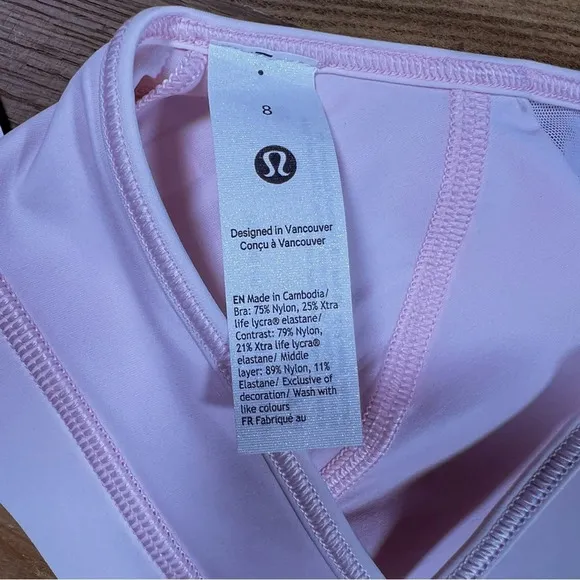 8
Designed in Vancouver
Conçu à Vancouver
EN Made in Cambodia/
Bra: 75% Nylon, 25% Xtra
life lycra® elastane/
Contrast: 79% Nylon,
21% Xtra life lycra®
elastane/ Middle
layer: 89% Nylon, 11%
Elastane/ Exclusive of
decoration/ Wash with
like colours
FR Fabriqué au